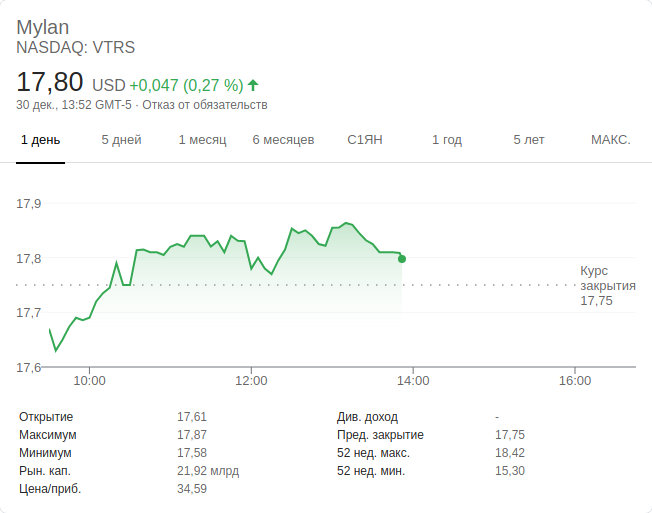 Mylan
NASDAQ: VTRS
17,80 USD +0,047 (0,27 %)
30 дек., 13:52 GMT-5 · Отказ от обязательств
1 день 5 дней 1 месяц 6 месяцев С1ЯН 1 год 5 лет МАКС.
17,9
17,8
Курс
закрытия
17,75
17,7
17,6
10:00 12:00 14:00 16:00
Открытие 17,61 Див. доход -
Максимум 17,87 Пред. закрытие 17,75
Минимум 17,58 52 нед. макс. 18,42
Рын. кап. 21,92 млрд 52 нед. мин. 15,30
Цена/приб. 34,59